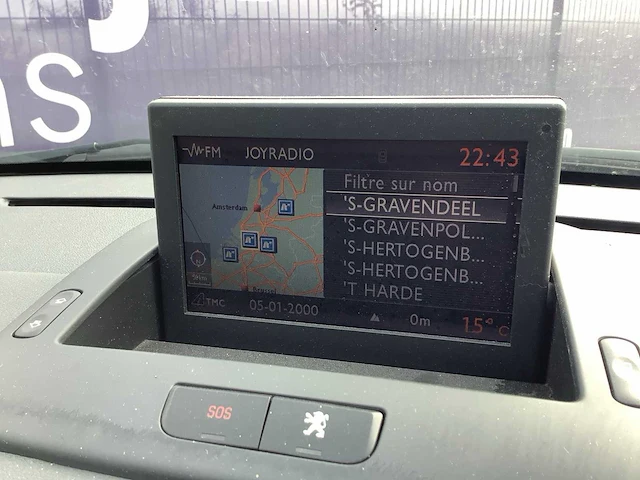 ns
FM JOYRADIO 22:43
Filtre sur nom
'S-GRAVENDEEL
'S-GRAVENPOL...
'S-HERTOGENB...
'S-HERTOGENB...
'T HARDE
Amsterdam
TMC 05-01-2000 0m 15°C
SOS